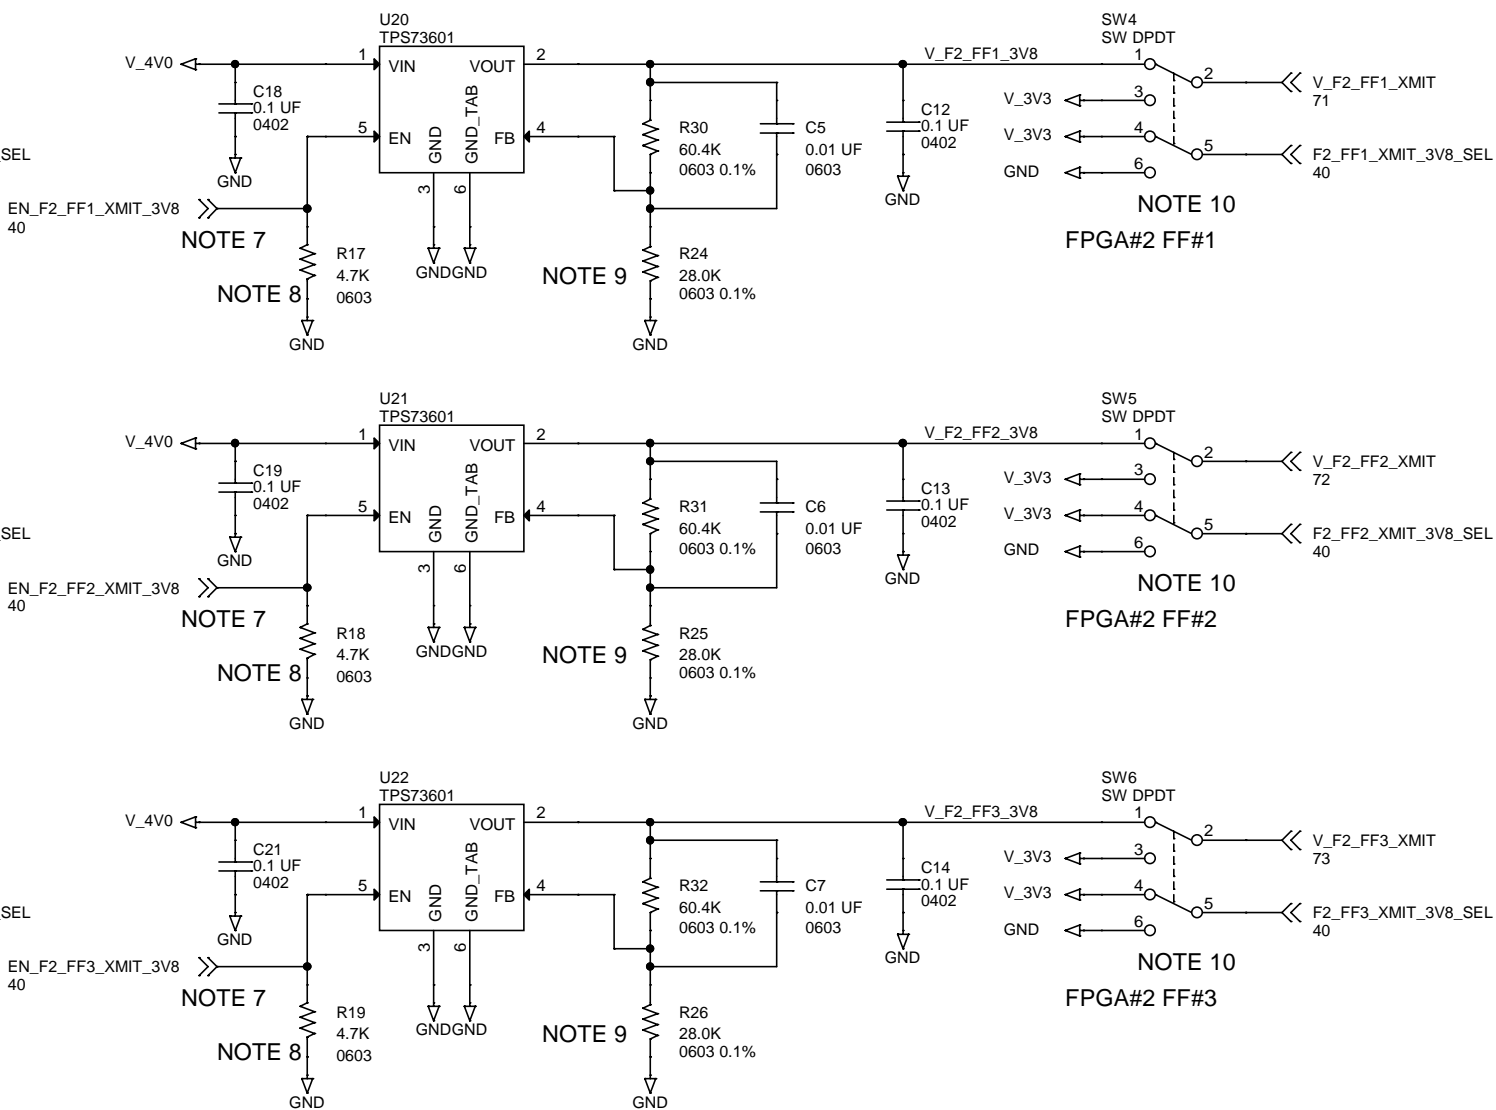 U20
TPS73601
V_4V0
1
VIN
VOUT
2
C18
0.1 UF
0402
GND
5
EN
GND
GND_TAB
FB
4
3
6
GND
GND
_SEL
EN_F2_FF1_XMIT_3V8
40
NOTE 7
R17
4.7K
0603
NOTE 8
GND
R30
60.4K
0603 0.1%
C5
0.01 UF
0603
NOTE 9
R24
28.0K
0603 0.1%
GND
C12
0.1 UF
0402
GND
V_F2_FF1_3V8
SW4
SW DPDT
1
2
V_F2_FF1_XMIT
71
V_3V3
3
V_3V3
4
5
F2_FF1_XMIT_3V8_SEL
40
GND
6
NOTE 10
FPGA#2 FF#1
U21
TPS73601
V_4V0
1
VIN
VOUT
2
C19
0.1 UF
0402
GND
5
EN
GND
GND_TAB
FB
4
3
6
GND
GND
_SEL
EN_F2_FF2_XMIT_3V8
40
NOTE 7
R18
4.7K
0603
NOTE 8
GND
R31
60.4K
0603 0.1%
C6
0.01 UF
0603
NOTE 9
R25
28.0K
0603 0.1%
GND
C13
0.1 UF
0402
GND
V_F2_FF2_3V8
SW5
SW DPDT
1
2
V_F2_FF2_XMIT
72
V_3V3
3
V_3V3
4
5
F2_FF2_XMIT_3V8_SEL
40
GND
6
NOTE 10
FPGA#2 FF#2
U22
TPS73601
V_4V0
1
VIN
VOUT
2
C21
0.1 UF
0402
GND
5
EN
GND
GND_TAB
FB
4
3
6
GND
GND
_SEL
EN_F2_FF3_XMIT_3V8
40
NOTE 7
R19
4.7K
0603
NOTE 8
GND
R32
60.4K
0603 0.1%
C7
0.01 UF
0603
NOTE 9
R26
28.0K
0603 0.1%
GND
C14
0.1 UF
0402
GND
V_F2_FF3_3V8
SW6
SW DPDT
1
2
V_F2_FF3_XMIT
73
V_3V3
3
V_3V3
4
5
F2_FF3_XMIT_3V8_SEL
40
GND
6
NOTE 10
FPGA#2 FF#3